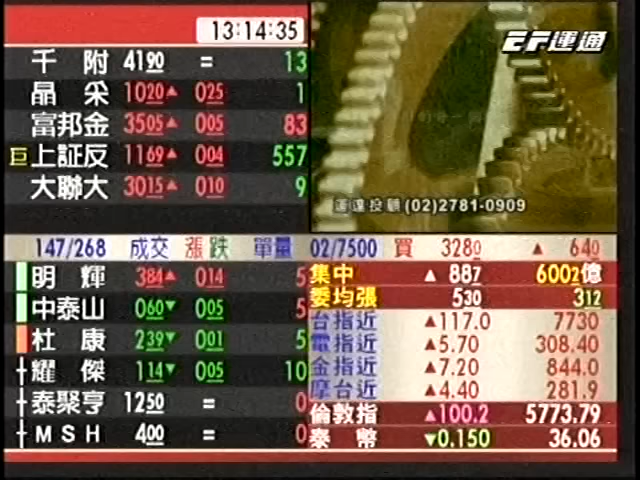 13:14:35
EF運通
千附 4190 = 13
晶采 1020▲ 025 1
富邦金 3505▲ 005 83
巨 上証反 1169▲ 004 557
大聯大 3015▲ 010 9
運達投顧 (02)2781-0909
147/268 成交 漲跌 單量
明輝 384▲ 014 5
中泰山 060▼ 005 5
杜康 239▼ 001 5
耀傑 114▼ 005 10
泰聚亨 1250 = 0
MSH 400 = 0
02/7500 買 3280 ▲ 640
集中 ▲887 6002億
委均張 530 312
台指近 ▲117.0 7730
電指近 ▲5.70 308.40
金指近 ▲7.20 844.0
摩台近 ▲4.40 281.9
倫敦指 ▲100.2 5773.79
泰幣 ▼0.150 36.06